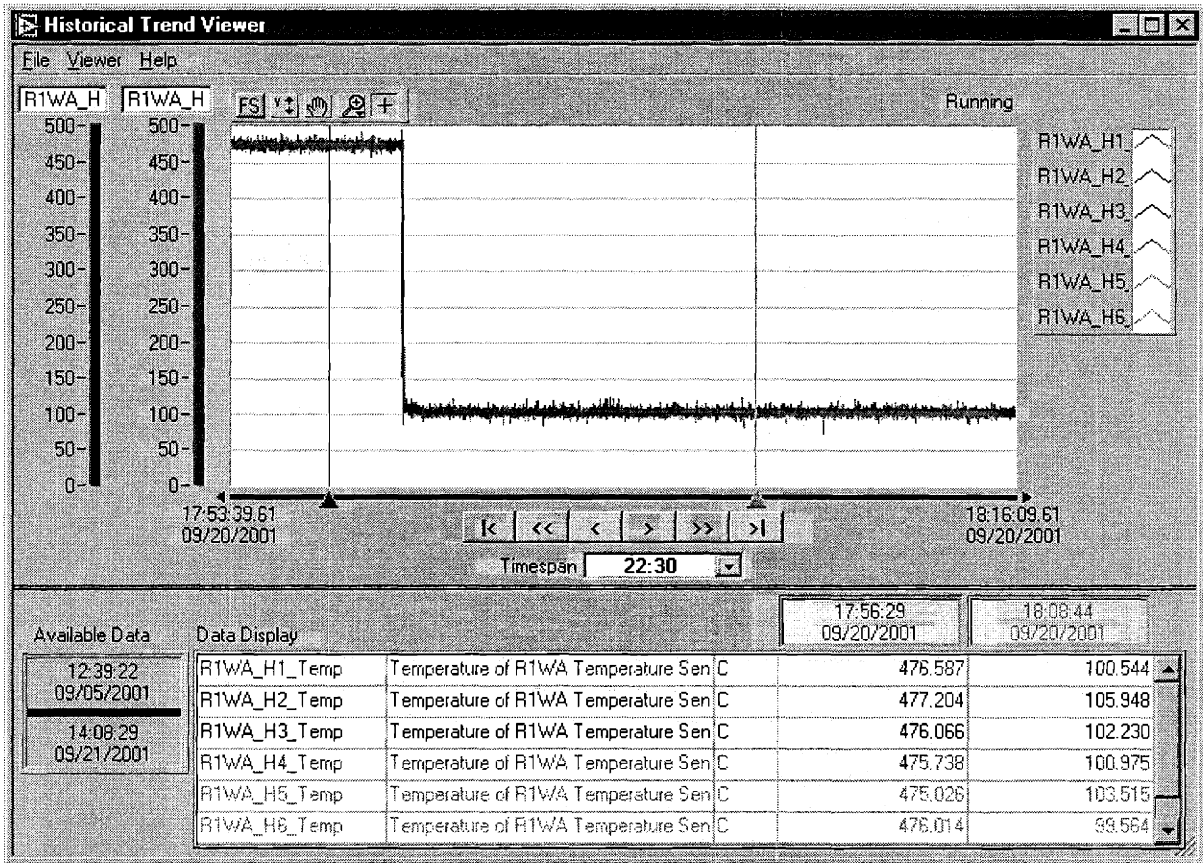 Historical Trend Viewer
File Viewer Help
R1WA_H R1WA_H FS Running
500- 500-
450- 450-
400- 400-
350- 350-
300- 300-
250- 250-
200- 200-
150- 150-
100- 100-
50- 50-
0- 0-
R1WA_H1_
R1WA_H2_
R1WA_H3_
R1WA_H4_
R1WA_H5_
R1WA_H6_
17:53:39.61 18:16:09.61
09/20/2001 09/20/2001
|< << < > >> >|
Timespan 22:30
17:56:29 18:08:44
09/20/2001 09/20/2001
Available Data Data Display
12:39:22
09/05/2001
14:08:29
09/21/2001
R1WA_H1_Temp Temperature of R1WA Temperature Sen C 476.587 100.544
R1WA_H2_Temp Temperature of R1WA Temperature Sen C 477.204 105.948
R1WA_H3_Temp Temperature of R1WA Temperature Sen C 476.066 102.230
R1WA_H4_Temp Temperature of R1WA Temperature Sen C 475.738 100.975
R1WA_H5_Temp Temperature of R1WA Temperature Sen C 475.026 103.515
R1WA_H6_Temp Temperature of R1WA Temperature Sen C 476.014 99.564